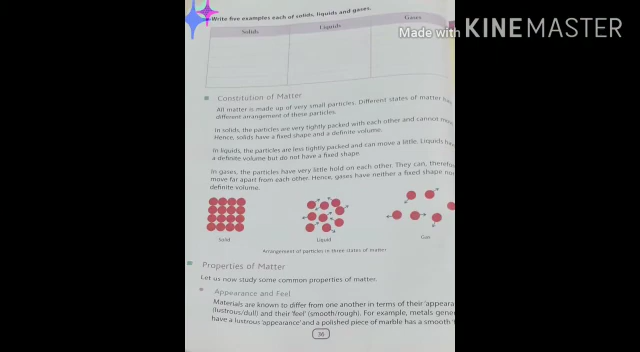 Write five examples each of solids, liquids and gases.
Solids Liquids Gases
Made with KINEMASTER
Constitution of Matter
All matter is made up of very small particles. Different states of matter has
different arrangement of these particles.
In solids, the particles are very tightly packed with each other and cannot move
Hence, solids have a fixed shape and a definite volume.
In liquids, the particles are less tightly packed and can move a little. Liquids hav
a definite volume but do not have a fixed shape.
In gases, the particles have very little hold on each other. They can, therefo
move far apart from each other. Hence, gases have neither a fixed shape no
definite volume.
Solid Liquid Gas
Arrangement of particles in three states of matter
Properties of Matter
Let us now study some common properties of matter.
Appearance and Feel
Materials are known to differ from one another in terms of their 'appeara
(lustrous/dull) and their 'feel' (smooth/rough). For example, metals gene
have a lustrous 'appearance' and a polished piece of marble has a smooth
36